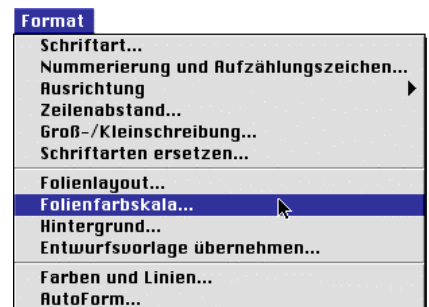 Format
Schriftart...
Nummerierung und Aufzählungszeichen...
Ausrichtung
Zeilenabstand...
Groß-/Kleinschreibung...
Schriftarten ersetzen...
Folienlayout...
Folienfarbskala...
Hintergrund...
Entwurfsvorlage übernehmen...
Farben und Linien...
AutoForm...